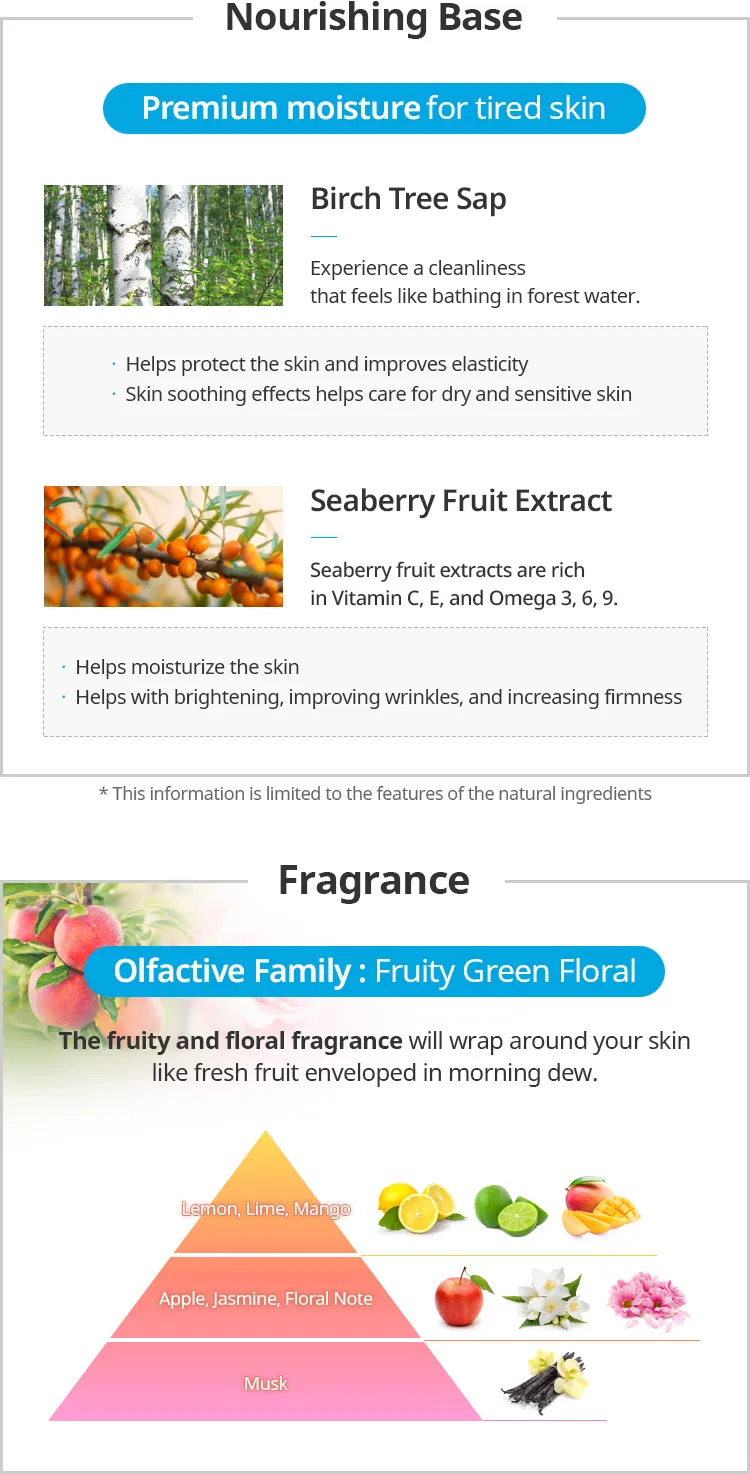 Nourishing Base
Premium moisture for tired skin
Birch Tree Sap
Experience a cleanliness
that feels like bathing in forest water.
· Helps protect the skin and improves elasticity
· Skin soothing effects helps care for dry and sensitive skin
Seaberry Fruit Extract
Seaberry fruit extracts are rich
in Vitamin C, E, and Omega 3, 6, 9.
· Helps moisturize the skin
· Helps with brightening, improving wrinkles, and increasing firmness
* This information is limited to the features of the natural ingredients
Fragrance
Olfactive Family : Fruity Green Floral
The fruity and floral fragrance will wrap around your skin
like fresh fruit enveloped in morning dew.
Lemon, Lime, Mango
Apple, Jasmine, Floral Note
Musk